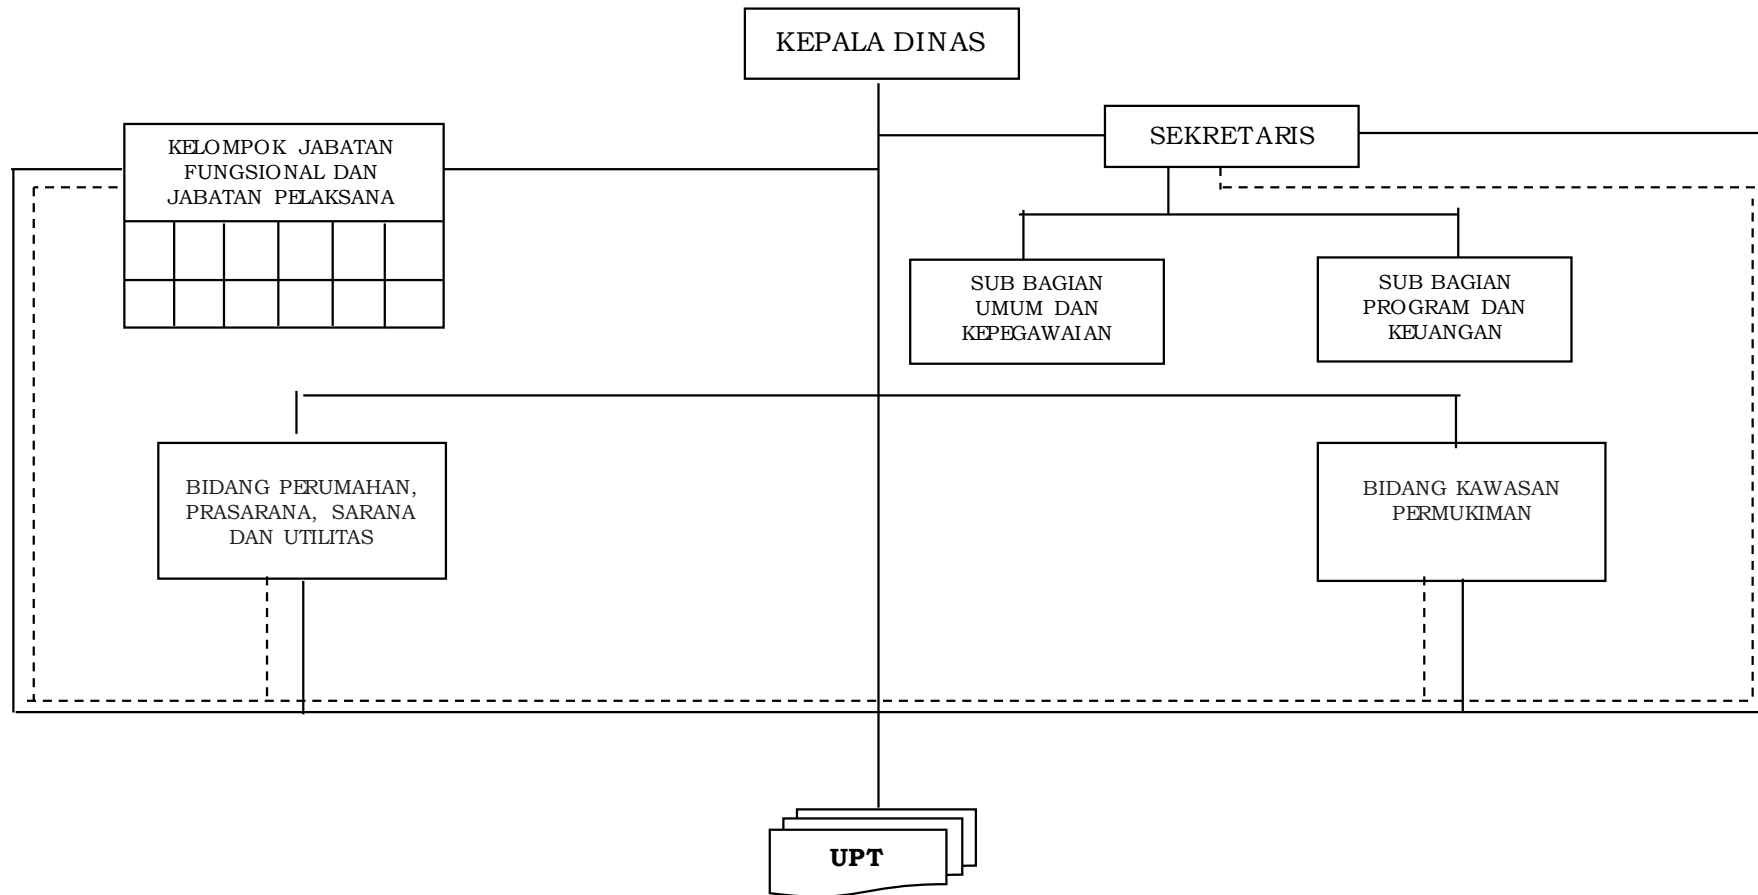 KEPALA DINAS
SEKRETARIS
KELOMPOK JABATAN
FUNGSIONAL DAN
JABATAN PELAKSANA
SUB BAGIAN
UMUM DAN
KEPEGAWAIAN
SUB BAGIAN
PROGRAM DAN
KEUANGAN
BIDANG PERUMAHAN,
PRASARANA, SARANA
DAN UTILITAS
BIDANG KAWASAN
PERMUKIMAN
UPT